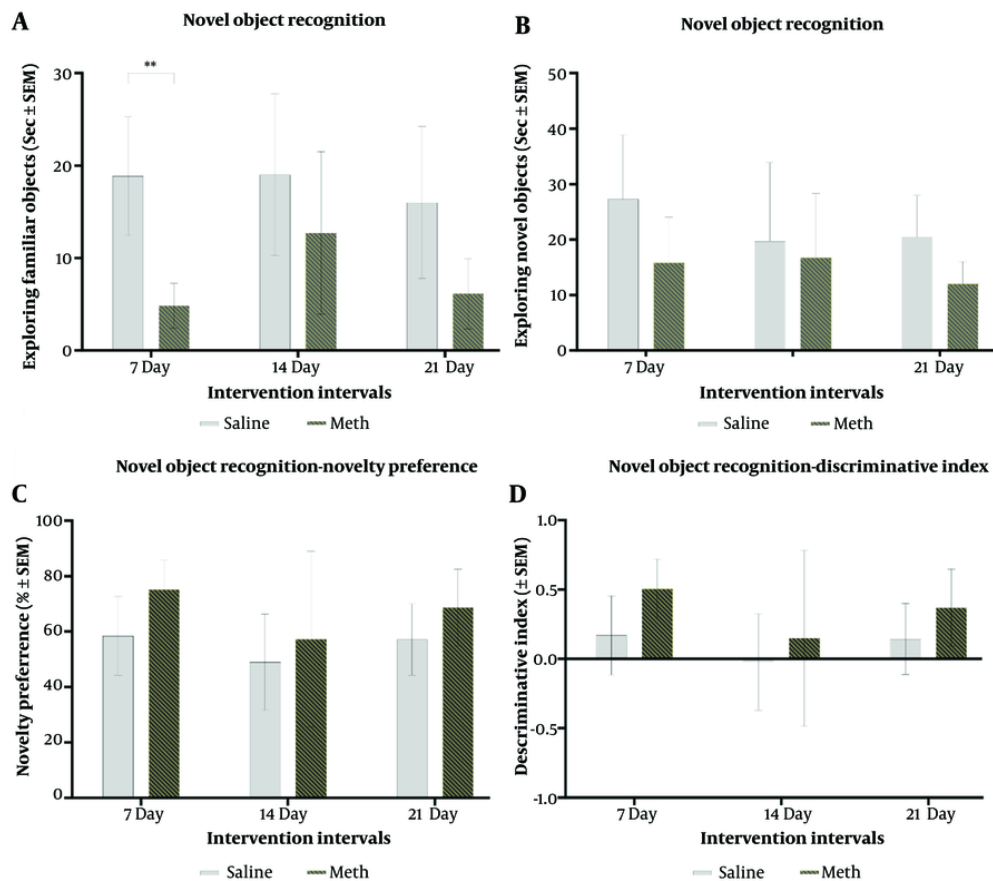 A
Novel object recognition
Exploring familiar objects (Sec ± SEM)
30
20
10
0
**
7 Day
14 Day
21 Day
Intervention intervals
Saline
Meth
B
Novel object recognition
Exploring novel objects (Sec ± SEM)
50
40
30
20
10
0
7 Day
21 Day
Intervention intervals
Saline
Meth
C
Novel object recognition-novelty preference
Novelty preferrence (% ± SEM)
100
80
60
40
20
0
7 Day
14 Day
21 Day
Intervention intervals
Saline
Meth
D
Novel object recognition-discriminative index
Descriminative index (± SEM)
1.0
0.5
0.0
-0.5
-1.0
7 Day
14 Day
21 Day
Intervention intervals
Saline
Meth